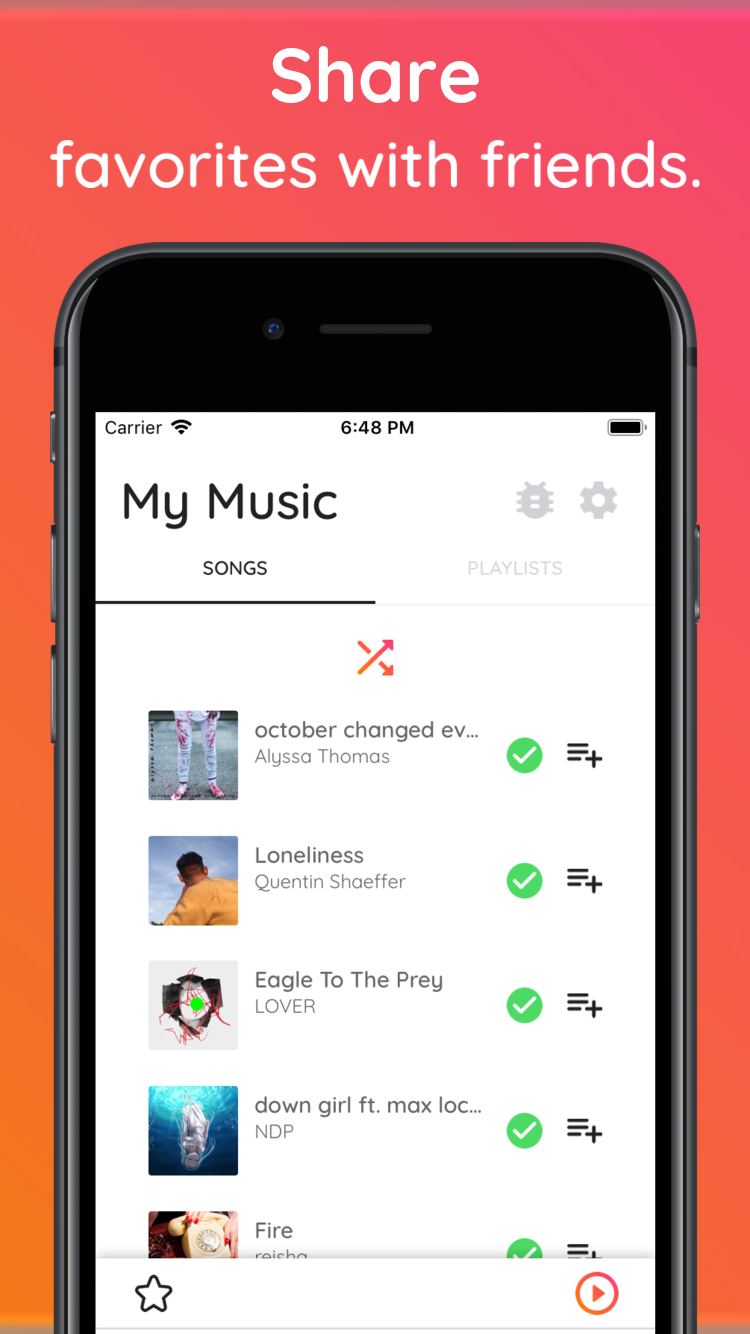 Share
favorites with friends.
Carrier
6:48 PM
My Music
SONGS
PLAYLISTS
october changed ev...
Alyssa Thomas
Loneliness
Quentin Shaeffer
Eagle To The Prey
LOVER
down girl ft. max loc...
NDP
Fire
reisha